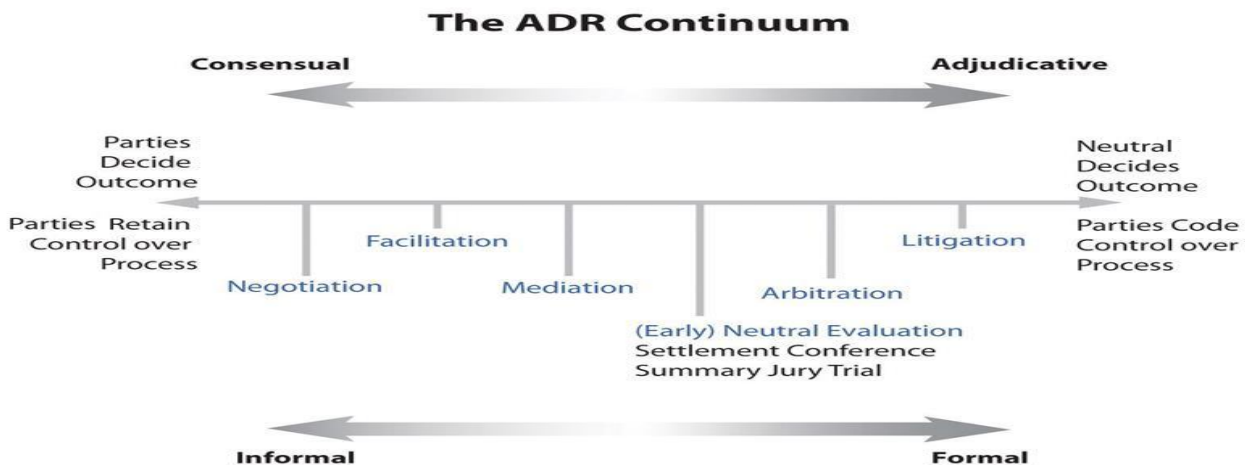 The ADR Continuum
Consensual
Adjudicative
Parties
Decide
Outcome
Neutral
Decides
Outcome
Parties Retain
Control over
Process
Parties Code
Control over
Process
Facilitation
Litigation
Negotiation
Mediation
Arbitration
(Early) Neutral Evaluation
Settlement Conference
Summary Jury Trial
Informal
Formal